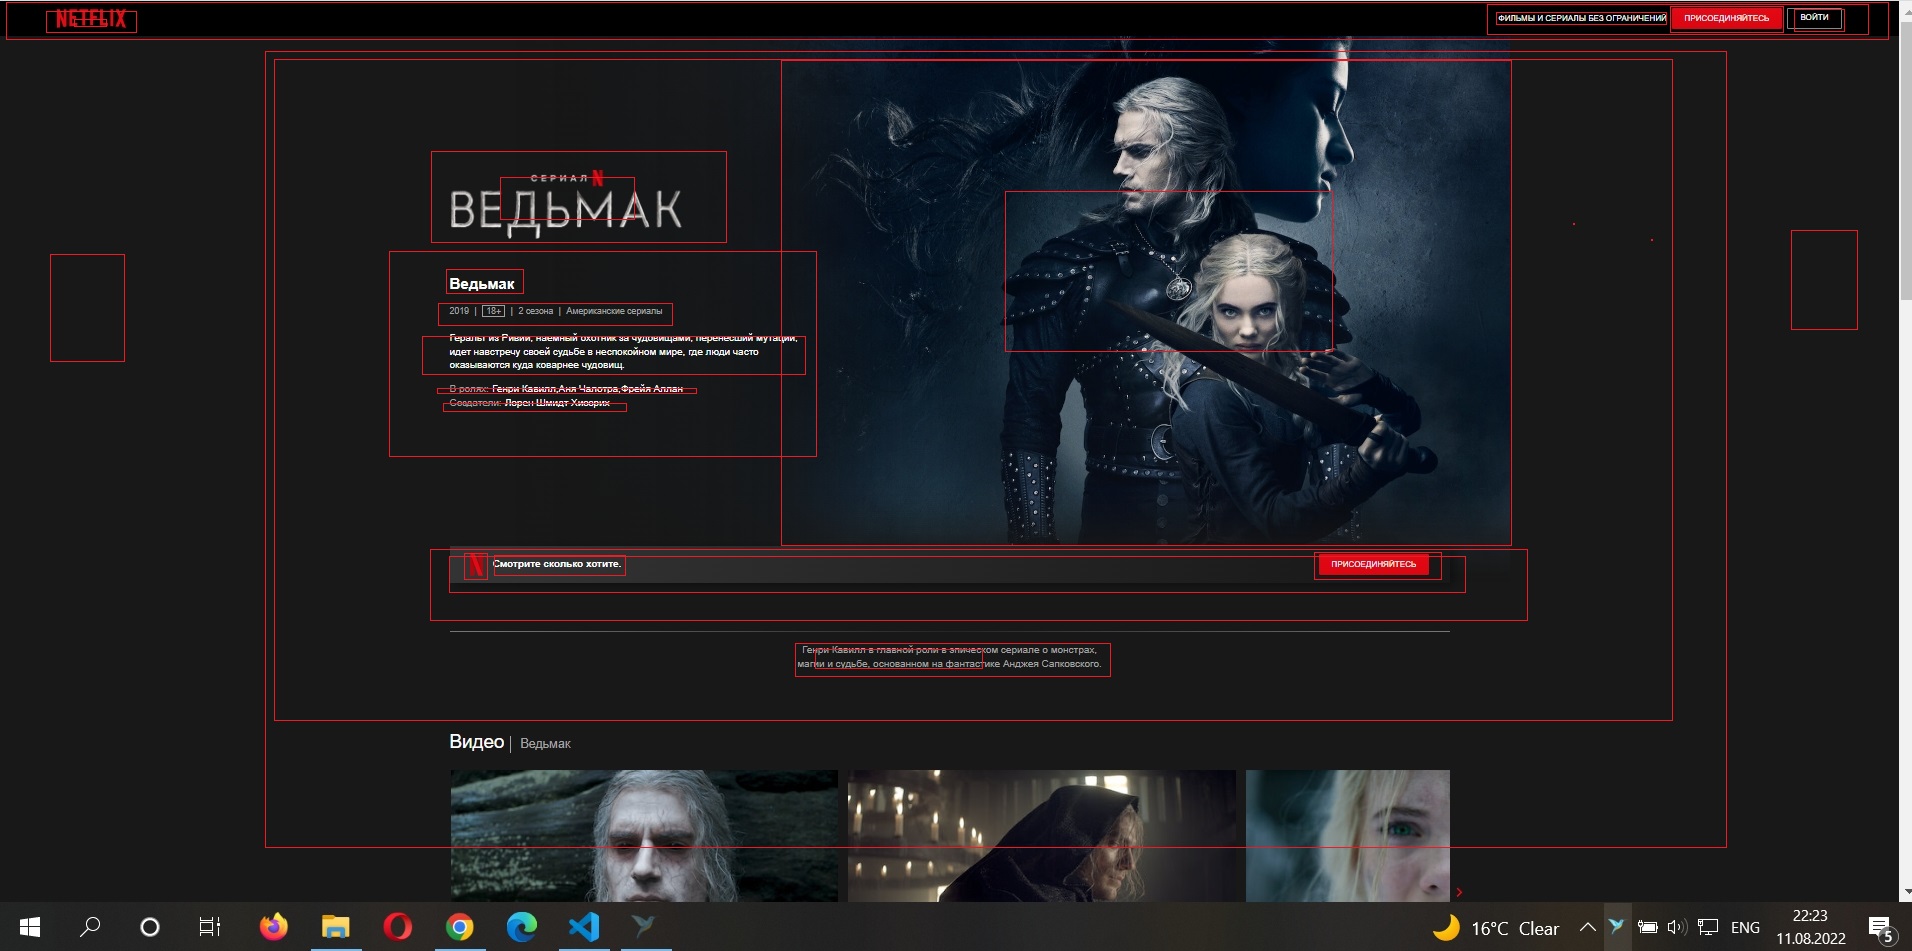 NETFLIX
ФИЛЬМЫ И СЕРИАЛЫ БЕЗ ОГРАНИЧЕНИЙ ПРИСОЕДИНЯЙТЕСЬ ВОЙТИ
СЕРИАЛ N
ВЕДЬМАК
Ведьмак
2019 | 18+ | 2 сезона | Американские сериалы
Геральт из Ривии, наемный охотник за чудовищами, перенесший мутации,
идет навстречу своей судьбе в неспокойном мире, где люди часто
оказываются куда коварнее чудовищ.
В ролях: Генри Кавилл,Аня Чалотра,Фрейя Аллан
Создатели: Лорен Шмидт Хиссрих
N Смотрите сколько хотите. ПРИСОЕДИНЯЙТЕСЬ
Генри Кавилл в главной роли в эпическом сериале о монстрах,
магии и судьбе, основанном на фантастике Анджея Сапковского.
Видео | Ведьмак
16°C Clear ENG 22:23
11.08.2022 5